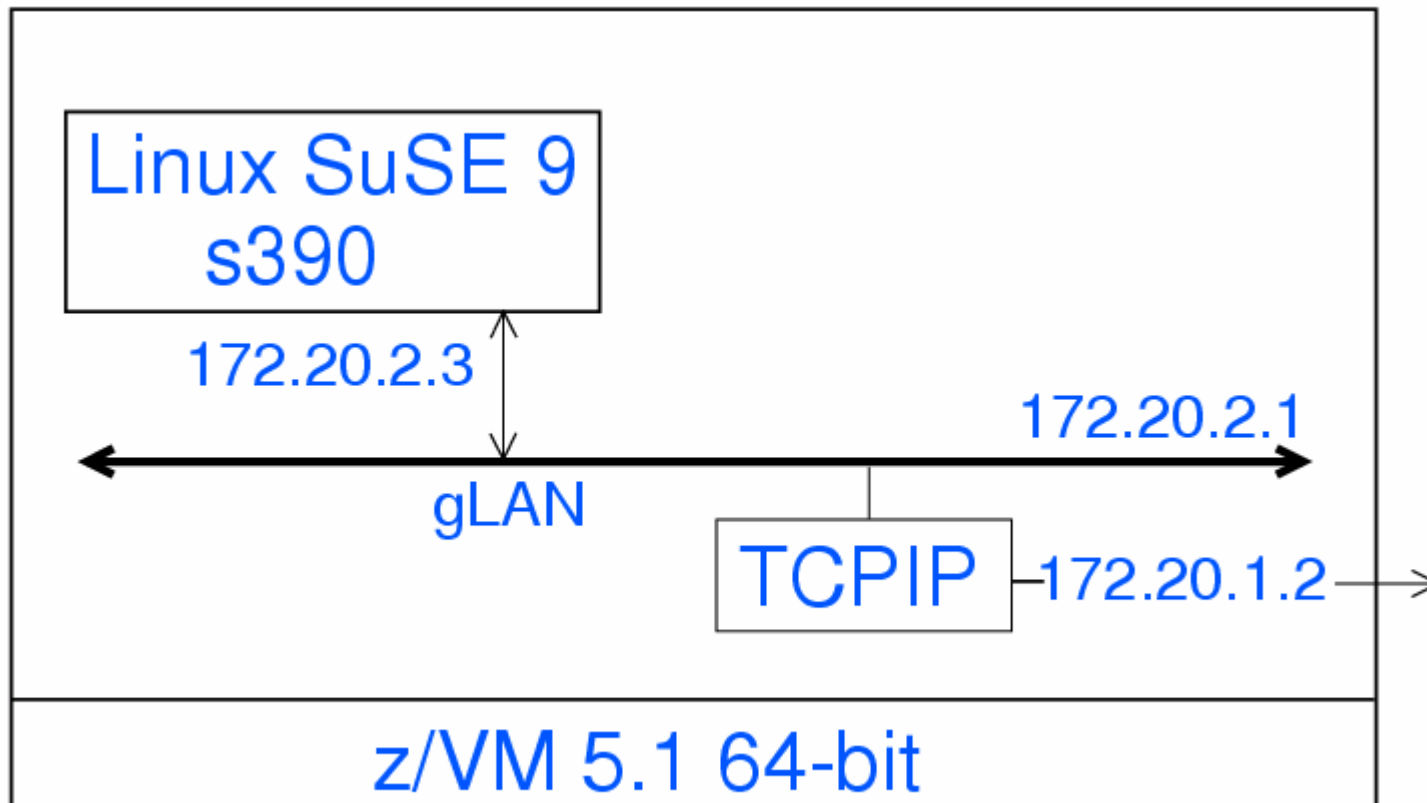 Linux SuSE 9
s390
172.20.2.3
172.20.2.1
gLAN
TCPIP
172.20.1.2
z/VM 5.1 64-bit